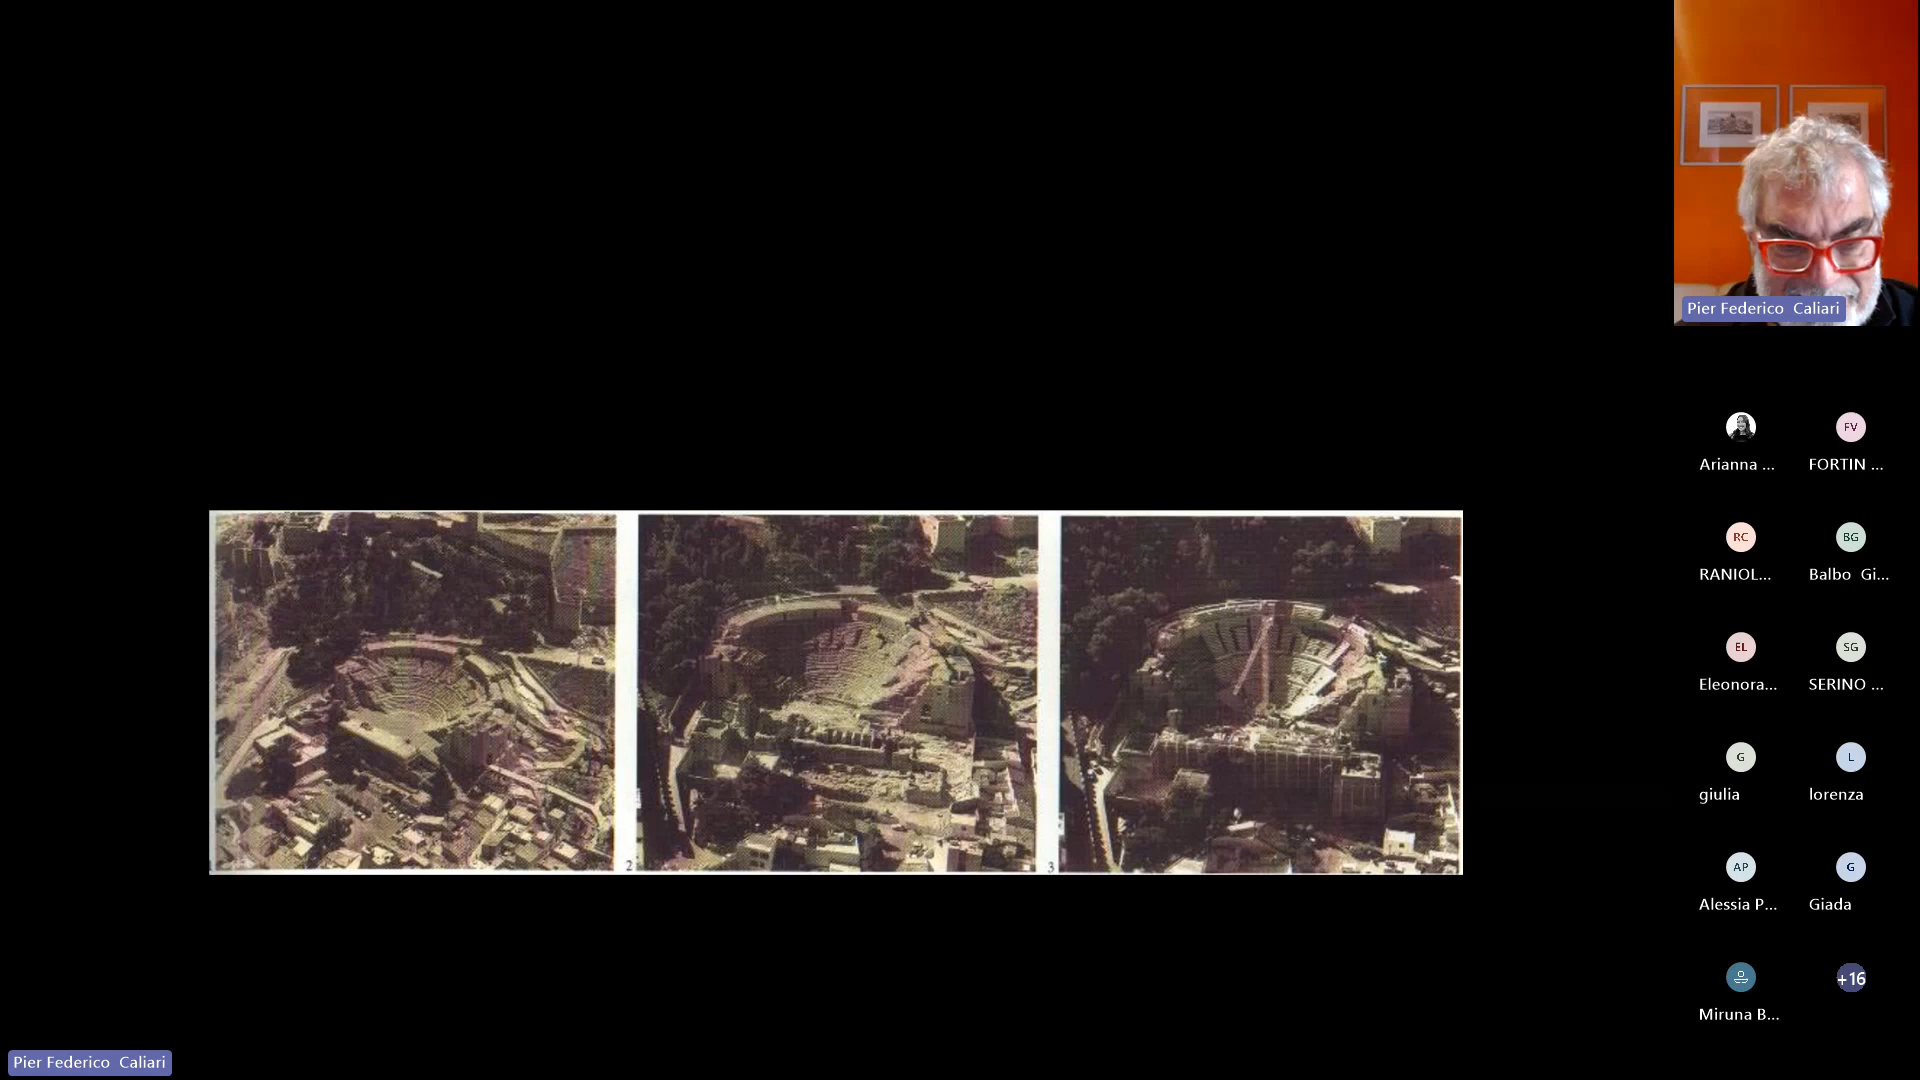 Pier Federico Caliari
Arianna ...
FV
FORTIN ...
RC
RANIOL...
BG
Balbo Gi...
EL
Eleonora...
SG
SERINO ...
G
giulia
L
lorenza
AP
Alessia P...
G
Giada
Miruna B...
+16
2
3
Pier Federico Caliari